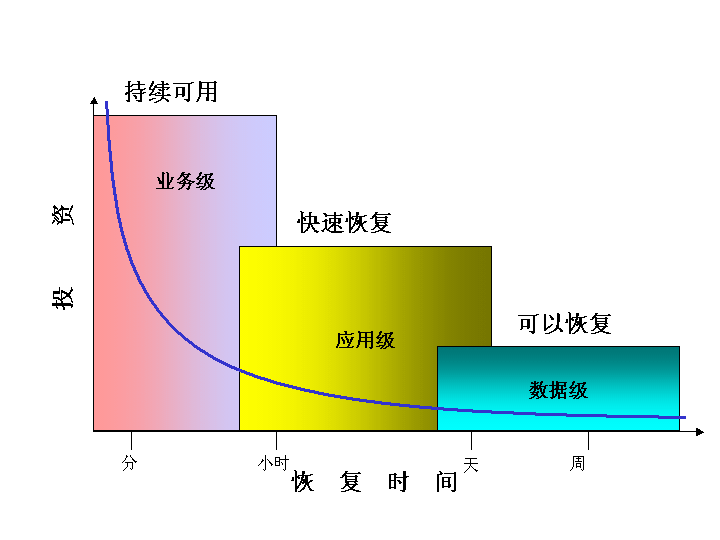 持续可用
业务级
快速恢复
应用级
可以恢复
数据级
投资
分 小时 天 周
恢复时间